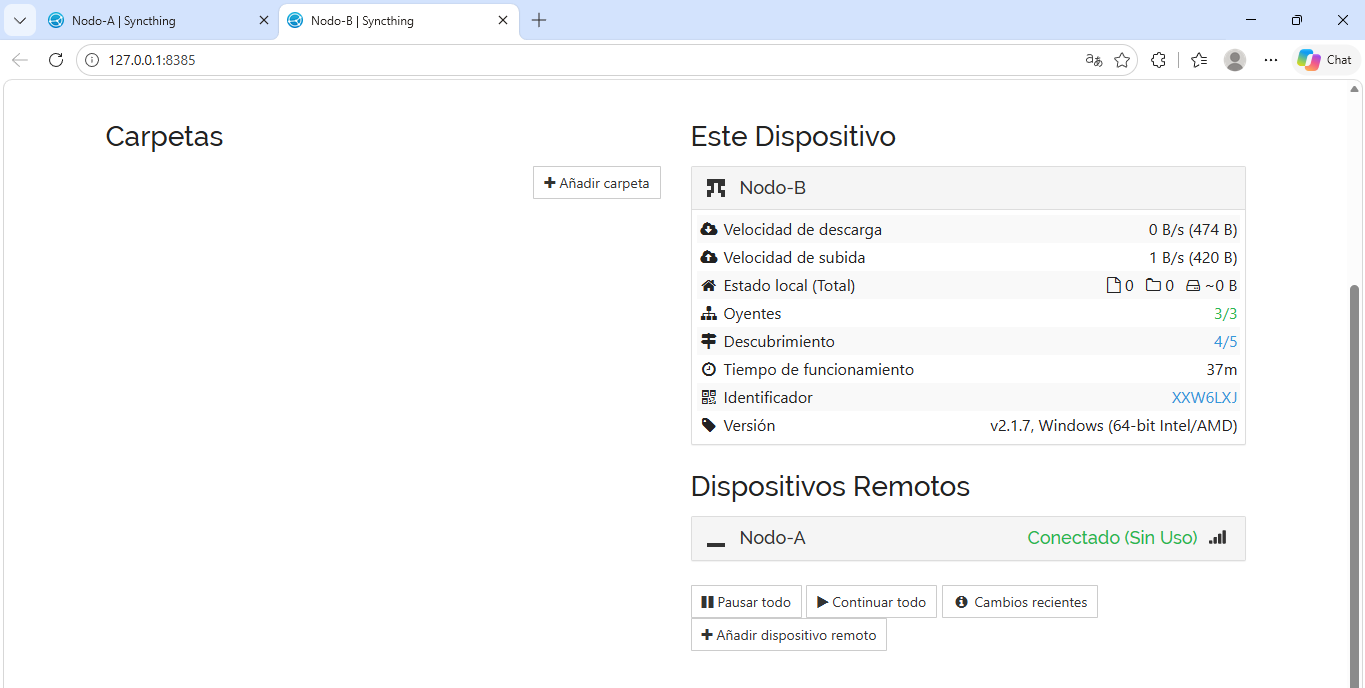 Nodo-A | Syncthing
Nodo-B | Syncthing
127.0.0.1:8385
Chat
Carpetas
Añadir carpeta
Este Dispositivo
Nodo-B
Velocidad de descarga 0 B/s (474 B)
Velocidad de subida 1 B/s (420 B)
Estado local (Total) 0 0 ~0 B
Oyentes 3/3
Descubrimiento 4/5
Tiempo de funcionamiento 37m
Identificador XXW6LXJ
Versión v2.1.7, Windows (64-bit Intel/AMD)
Dispositivos Remotos
Nodo-A Conectado (Sin Uso)
Pausar todo Continuar todo Cambios recientes
Añadir dispositivo remoto